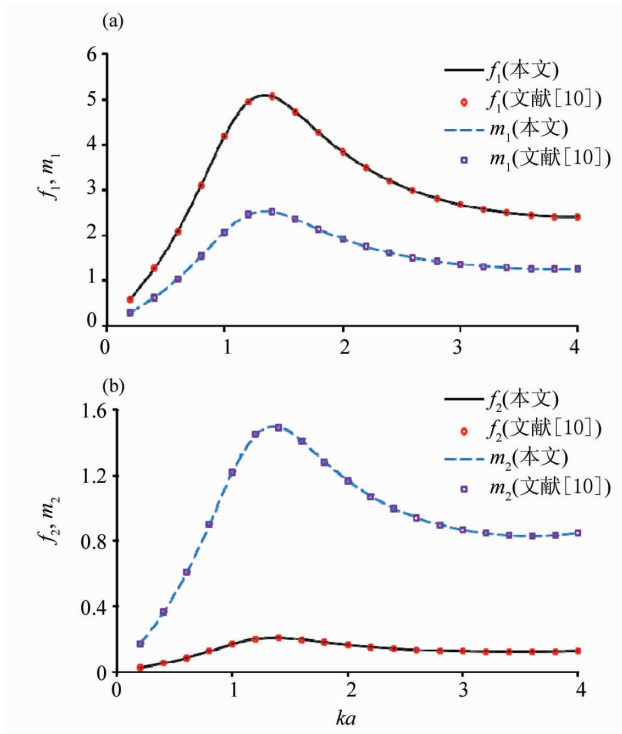 (a)
6
5
4
3
2
1
0
f₁, m₁
f₁(本文)
f₁(文献[10])
m₁(本文)
m₁(文献[10])
0 1 2 3 4
(b)
1.6
1.2
0.8
0.4
0
f₂, m₂
f₂(本文)
f₂(文献[10])
m₂(本文)
m₂(文献[10])
0 1 2 3 4
ka